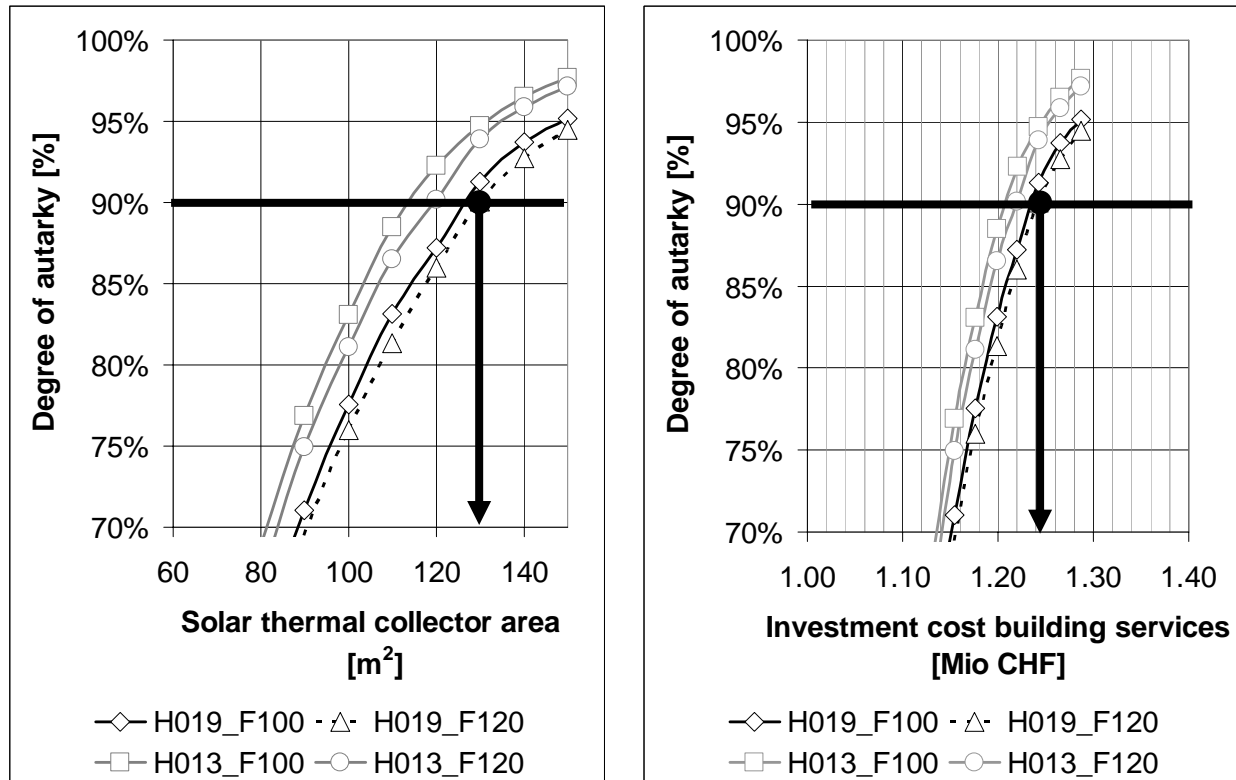 100%
95%
90%
85%
80%
75%
70%
60 80 100 120 140
Degree of autarky [%]
Solar thermal collector area
[m²]
H019_F100 H019_F120
H013_F100 H013_F120
100%
95%
90%
85%
80%
75%
70%
1.00 1.10 1.20 1.30 1.40
Degree of autarky [%]
Investment cost building services
[Mio CHF]
H019_F100 H019_F120
H013_F100 H013_F120